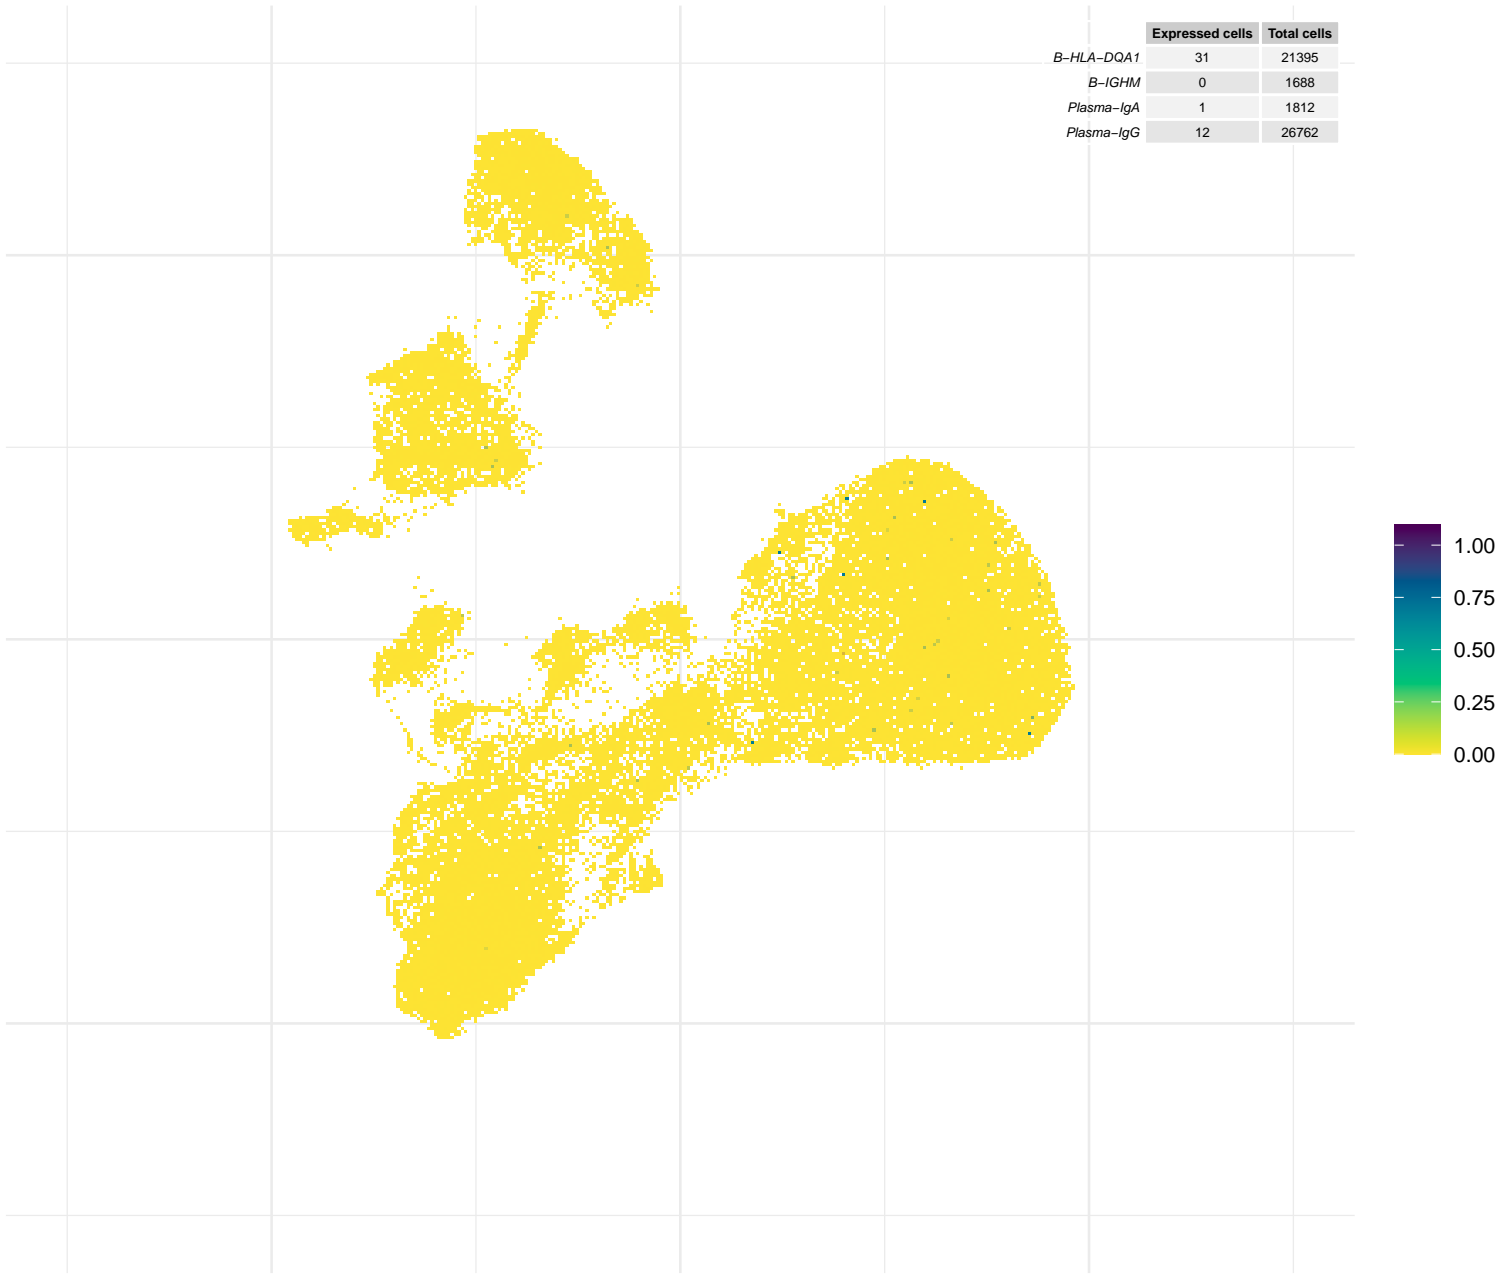 Expressed cells Total cells
B−HLA−DQA1 31 21395
B−IGHM 0 1688
Plasma−IgA 1 1812
Plasma−IgG 12 26762
1.00
0.75
0.50
0.25
0.00